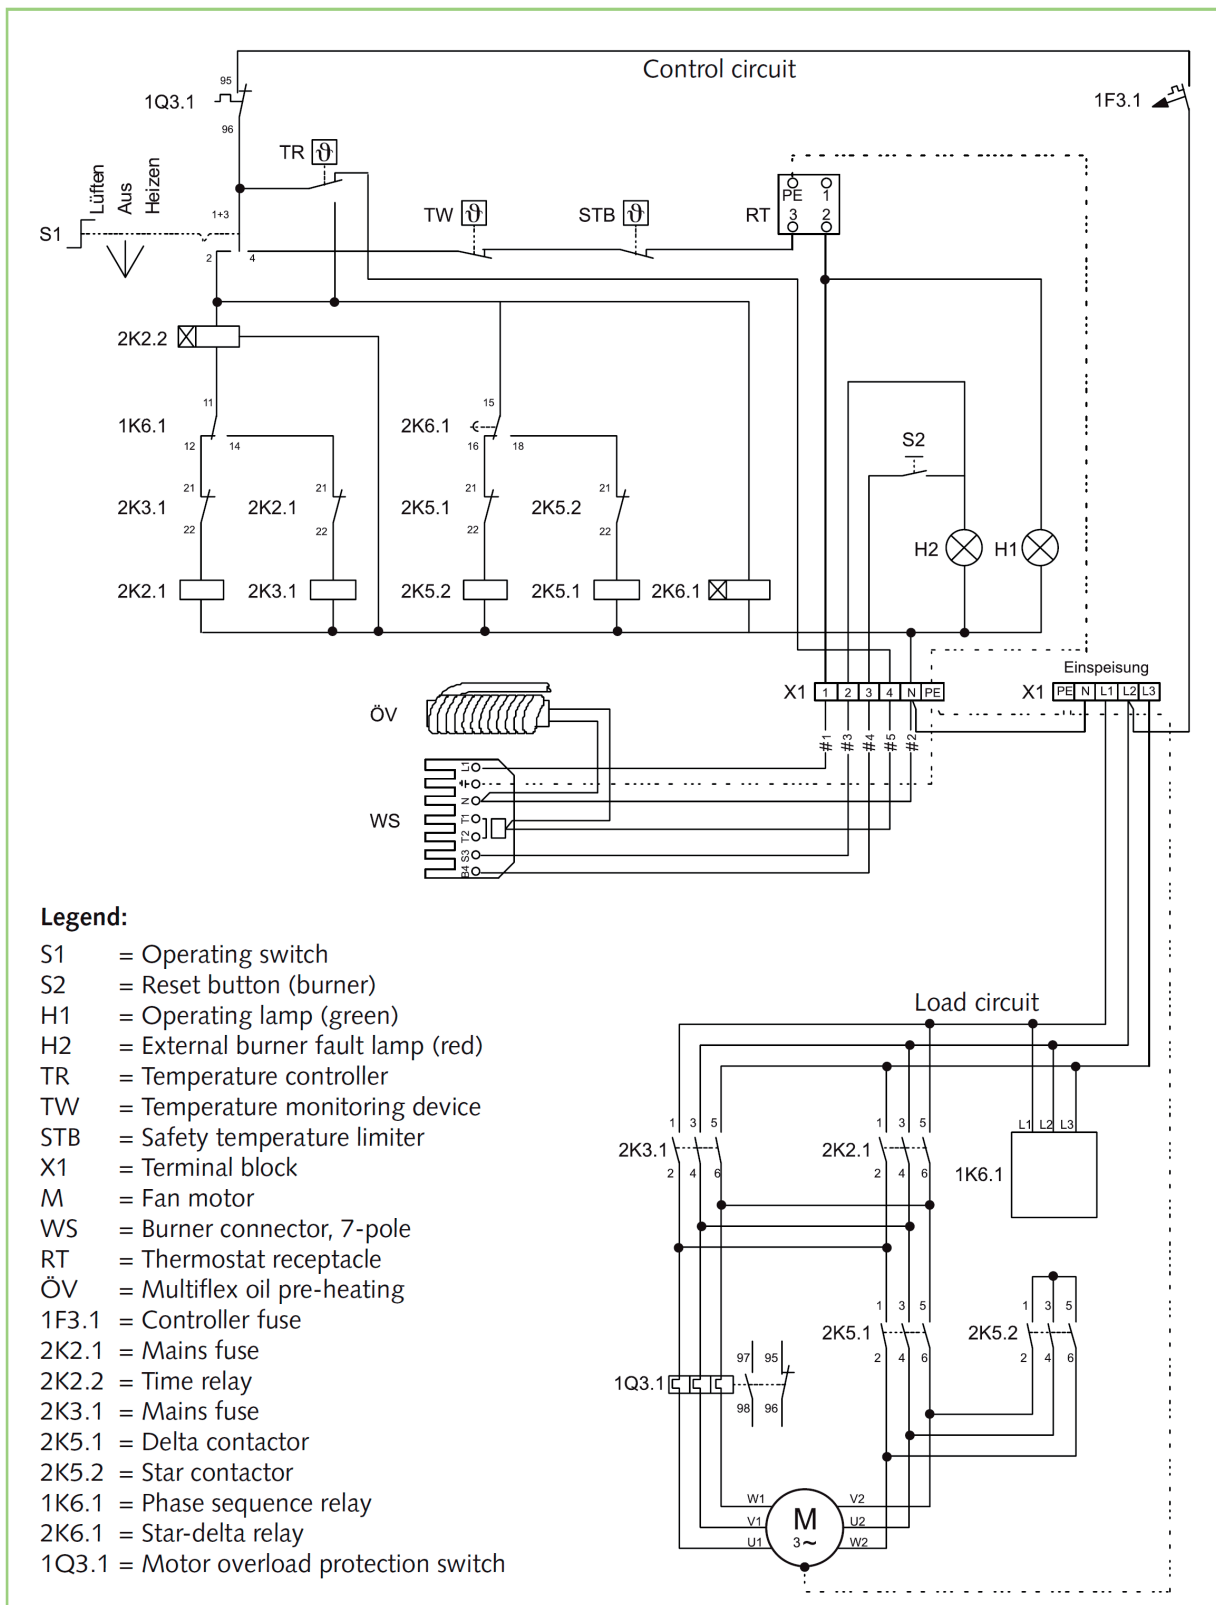 Control circuit
95
1Q3.1
96
1F3.1
TR ϑ
Lüften
Aus
Heizen
1+3
S1
2
4
TW ϑ
STB ϑ
RT
PE 1
3 2
2K2.2
11
1K6.1
12
14
15
2K6.1
16
18
S2
21
2K3.1
22
21
2K2.1
22
21
2K5.1
22
21
2K5.2
22
H2
H1
2K2.1
2K3.1
2K5.2
2K5.1
2K6.1
Einspeisung
X1 1 2 3 4 N PE
X1 PE N L1 L2 L3
#1 #3 #4 #5 #2
ÖV
WS
L1
N
T1
T2
S3
B4
Legend:
S1 = Operating switch
S2 = Reset button (burner)
H1 = Operating lamp (green)
H2 = External burner fault lamp (red)
TR = Temperature controller
TW = Temperature monitoring device
STB = Safety temperature limiter
X1 = Terminal block
M = Fan motor
WS = Burner connector, 7-pole
RT = Thermostat receptacle
ÖV = Multiflex oil pre-heating
1F3.1 = Controller fuse
2K2.1 = Mains fuse
2K2.2 = Time relay
2K3.1 = Mains fuse
2K5.1 = Delta contactor
2K5.2 = Star contactor
1K6.1 = Phase sequence relay
2K6.1 = Star-delta relay
1Q3.1 = Motor overload protection switch
Load circuit
1 3 5
2K3.1
2 4 6
1 3 5
2K2.1
2 4 6
L1 L2 L3
1K6.1
1 3 5
2K5.1
2 4 6
1 3 5
2K5.2
2 4 6
97 95
1Q3.1
98 96
W1
V1
U1
M
3~
V2
U2
W2